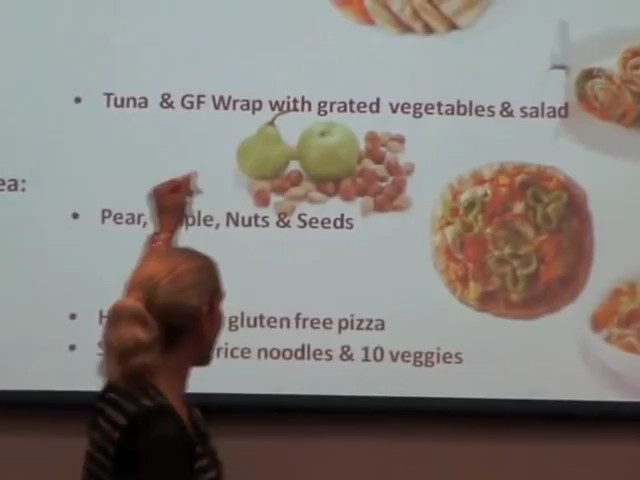 • Tuna & GF Wrap with grated vegetables & salad
ea:
• Pear, ple, Nuts & Seeds
• H gluten free pizza
• S rice noodles & 10 veggies